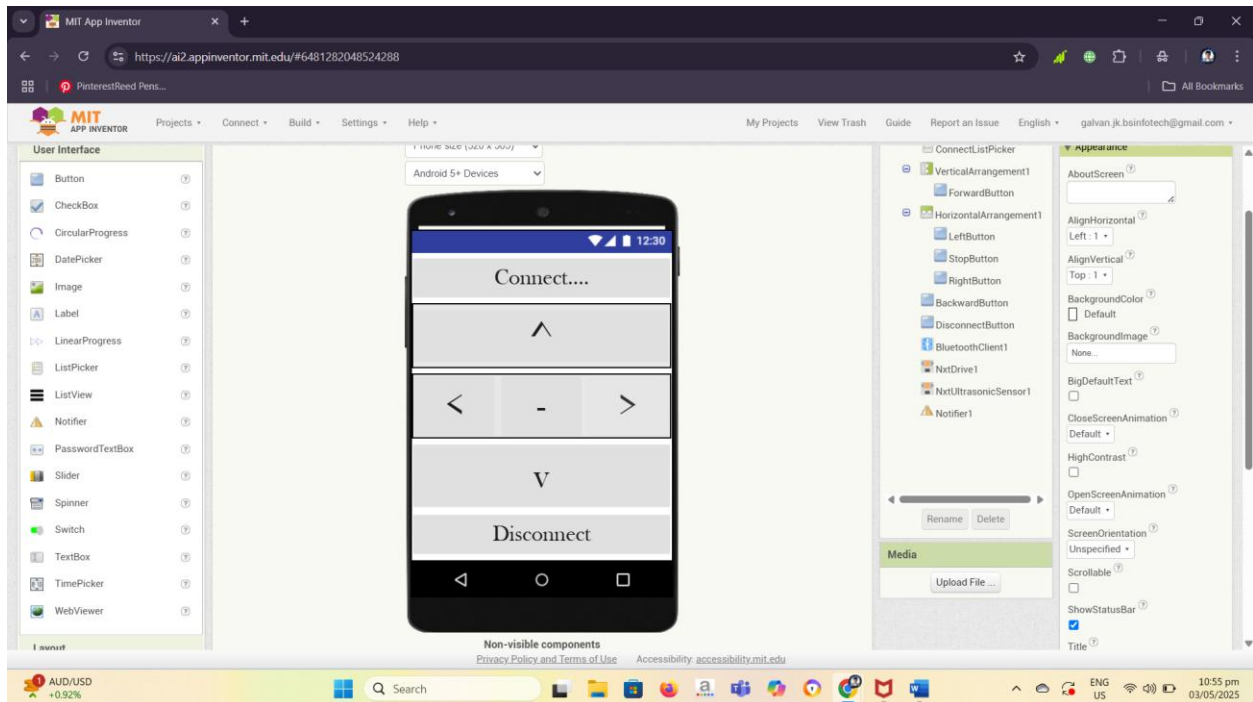 MIT App Inventor
https://ai2.appinventor.mit.edu/#6481282048524288
PinterestReed Pens...
All Bookmarks
MIT
APP INVENTOR
Projects
Connect
Build
Settings
Help
My Projects
View Trash
Guide
Report an Issue
English
galvan.jk.bsinfotech@gmail.com
User Interface
Button
CheckBox
CircularProgress
DatePicker
Image
Label
LinearProgress
ListPicker
ListView
Notifier
PasswordTextBox
Slider
Spinner
Switch
TextBox
TimePicker
WebViewer
Layout
Phone size (320 x 505)
Android 5+ Devices
12:30
Connect....
^
< - >
v
Disconnect
Non-visible components
Privacy Policy and Terms of Use
Accessibility: accessibility.mit.edu
ConnectListPicker
VerticalArrangement1
ForwardButton
HorizontalArrangement1
LeftButton
StopButton
RightButton
BackwardButton
DisconnectButton
BluetoothClient1
NxtDrive1
NxtUltrasonicSensor1
Notifier1
Rename
Delete
Media
Upload File ...
Appearance
AboutScreen
AlignHorizontal
Left : 1
AlignVertical
Top : 1
BackgroundColor
Default
BackgroundImage
None...
BigDefaultText
CloseScreenAnimation
Default
HighContrast
OpenScreenAnimation
Default
ScreenOrientation
Unspecified
Scrollable
ShowStatusBar
Title
AUD/USD
+0.92%
Search
ENG
US
10:55 pm
03/05/2025